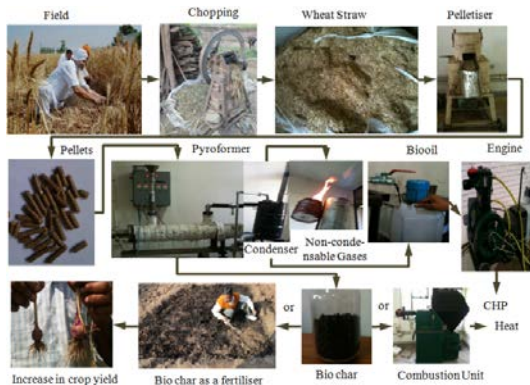 Field
Chopping
Wheat Straw
Pelletiser
Pellets
Pyroformer
Biooil
Engine
Condenser
Non-conde-
nsable Gases
CHP
Heat
or
or
Increase in crop yield
Bio char as a fertiliser
Bio char
Combustion Unit